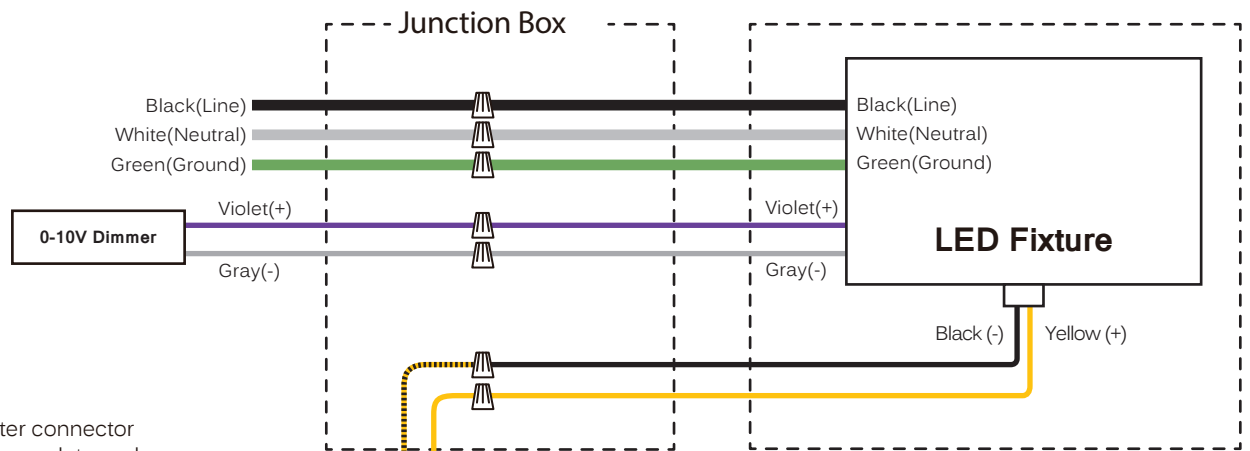 Junction Box
Black(Line)
White(Neutral)
Green(Ground)
Black(Line)
White(Neutral)
Green(Ground)
Violet(+)
Violet(+)
0-10V Dimmer
LED Fixture
Gray(-)
Gray(-)
Black (-)
Yellow (+)
connector